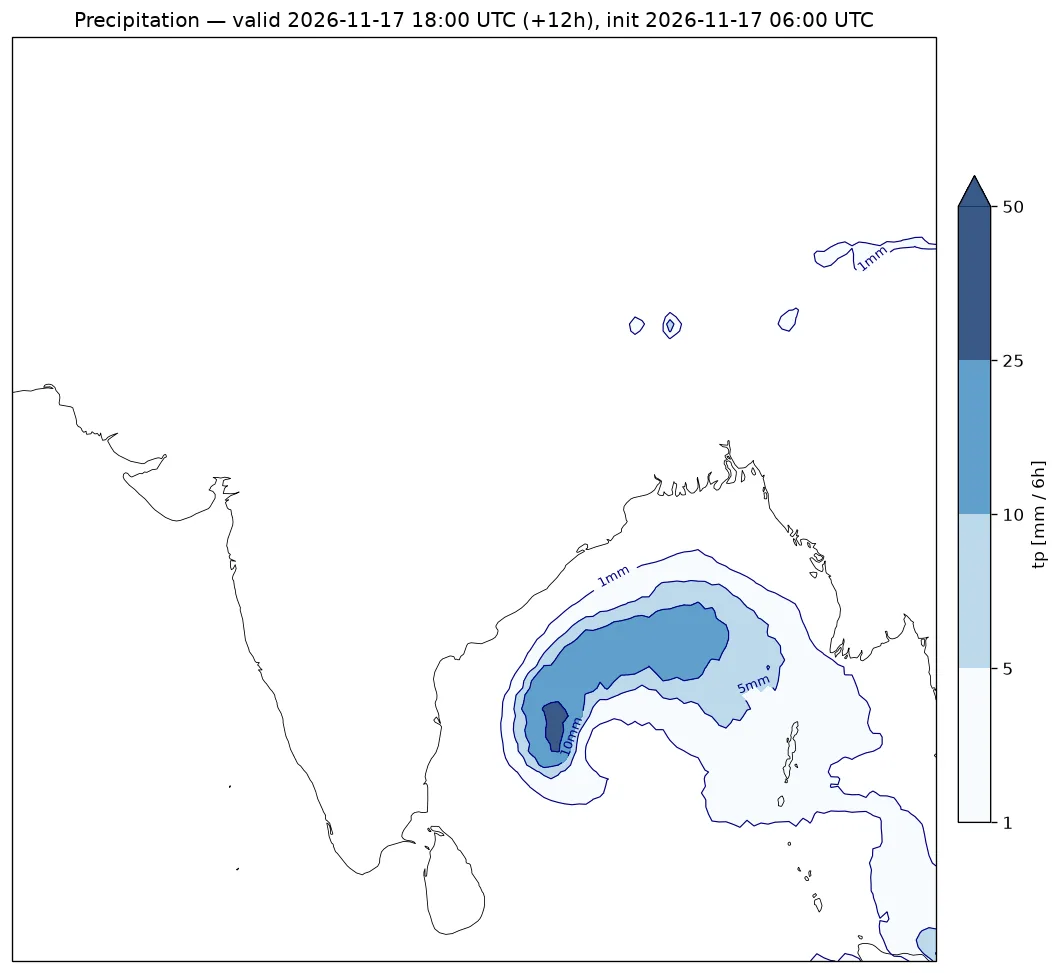 Precipitation — valid 2026-11-17 18:00 UTC (+12h), init 2026-11-17 06:00 UTC
50
1mm
25
tp [mm / 6h]
10
1mm
5
5mm
10mm
1